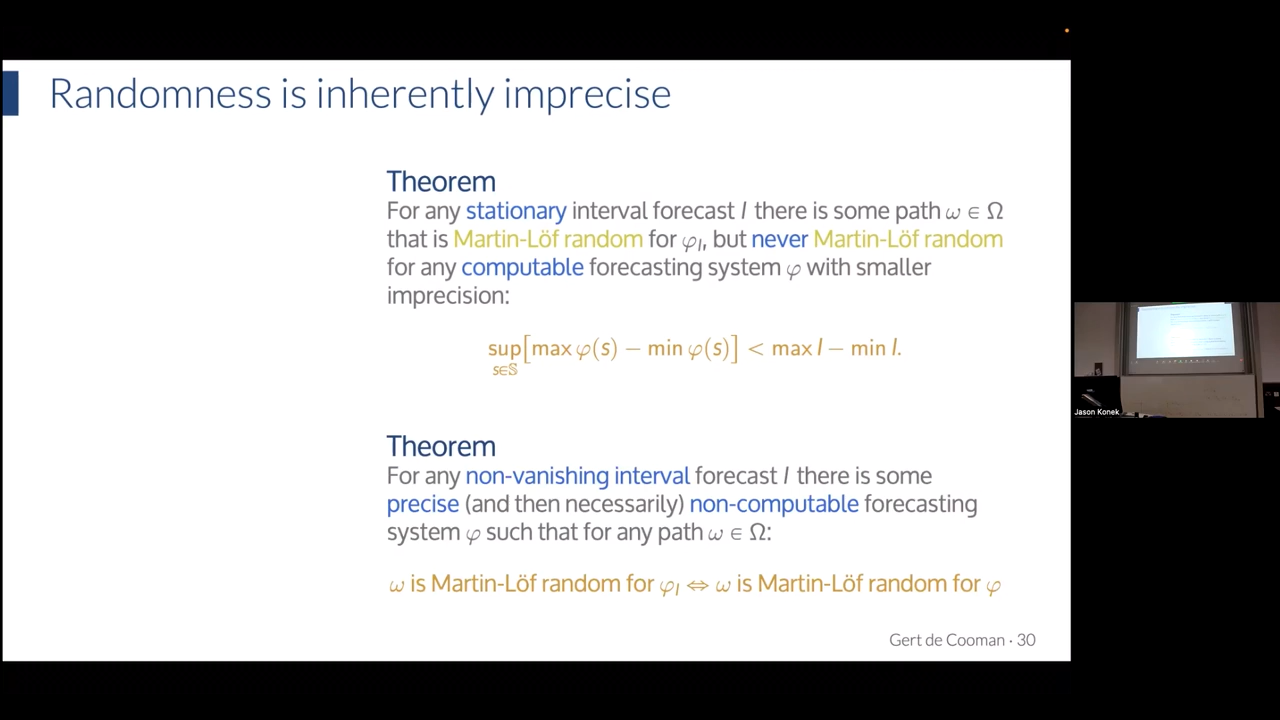 Randomness is inherently imprecise
Theorem
For any stationary interval forecast I there is some path ω ∈ Ω
that is Martin-Löf random for φ_I, but never Martin-Löf random
for any computable forecasting system φ with smaller
imprecision:
sup_{s∈𝕊}[max φ(s) − min φ(s)] < max I − min I.
Theorem
For any non-vanishing interval forecast I there is some
precise (and then necessarily) non-computable forecasting
system φ such that for any path ω ∈ Ω:
ω is Martin-Löf random for φ_I ⇔ ω is Martin-Löf random for φ
Gert de Cooman · 30
Jason Konek